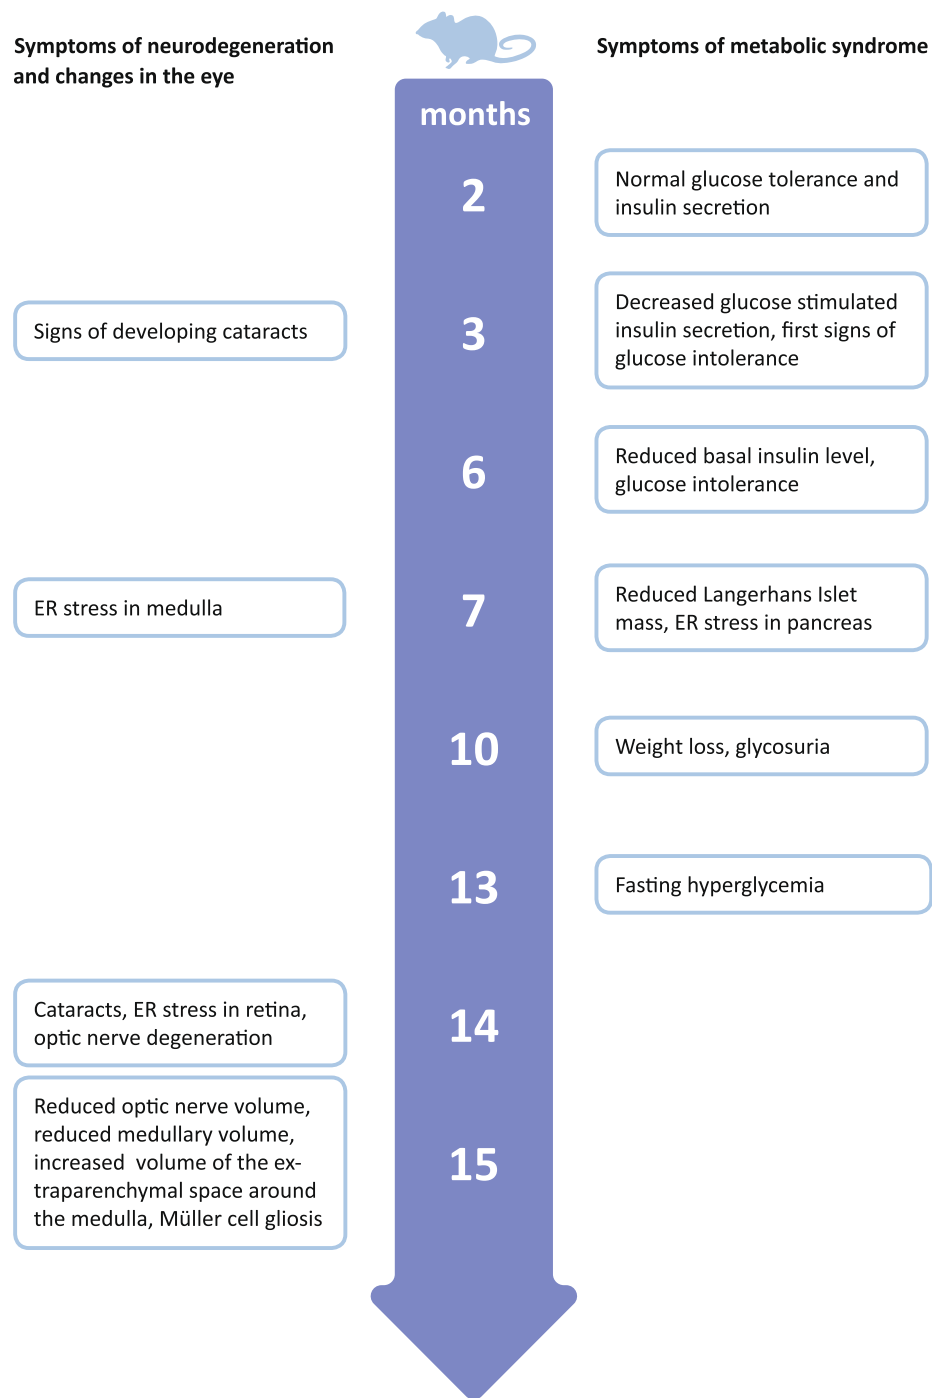 Symptoms of neurodegeneration
and changes in the eye
Symptoms of metabolic syndrome
months
2
Normal glucose tolerance and
insulin secretion
Signs of developing cataracts
3
Decreased glucose stimulated
insulin secretion, first signs of
glucose intolerance
6
Reduced basal insulin level,
glucose intolerance
ER stress in medulla
7
Reduced Langerhans Islet
mass, ER stress in pancreas
10
Weight loss, glycosuria
13
Fasting hyperglycemia
Cataracts, ER stress in retina,
optic nerve degeneration
14
Reduced optic nerve volume,
reduced medullary volume,
increased  volume of the ex-
traparenchymal space around
the medulla, Müller cell gliosis
15